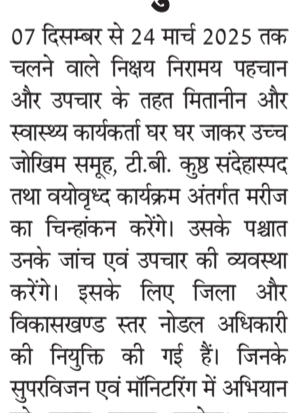 07 दिसम्बर से 24 मार्च 2025 तक
चलने वाले निक्षय निरामय पहचान
और उपचार के तहत मितानीन और
स्वास्थ्य कार्यकर्ता घर घर जाकर उच्च
जोखिम समूह, टी.बी. कुष्ठ संदेहास्पद
तथा वयोवृध्द कार्यक्रम अंतर्गत मरीज
का चिन्हांकन करेंगे। उसके पश्चात
उनके जांच एवं उपचार की व्यवस्था
करेंगे। इसके लिए जिला और
विकासखण्ड स्तर नोडल अधिकारी
की नियुक्ति की गई हैं। जिनके
सुपरविजन एवं मॉनिटरिंग में अभियान